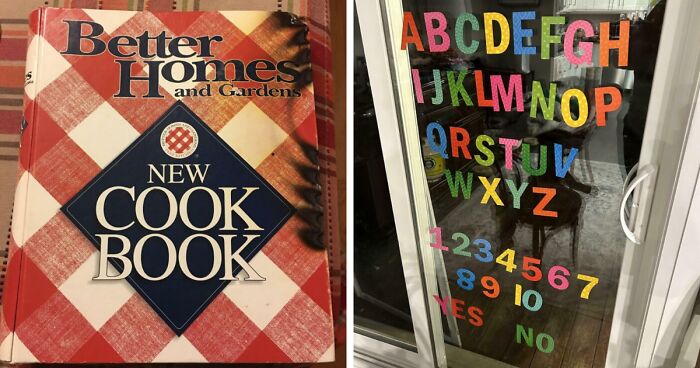 Better
Homes
and Gardens
NEW
COOK
BOOK
ABCDEFGH
IJKLMNOP
QRSTUV
WXYZ
1234567
8910
YES
NO